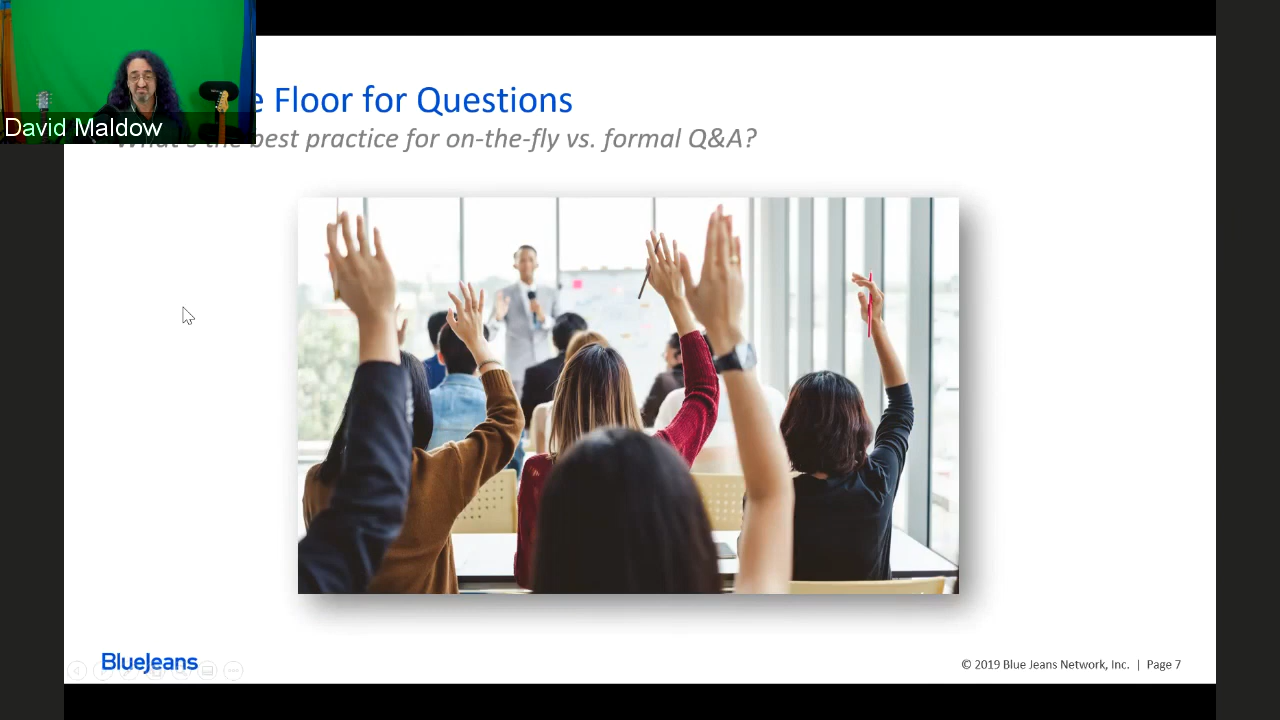 David Maldow
Floor for Questions
best practice for on-the-fly vs. formal Q&A?
BlueJeans
© 2019 Blue Jeans Network, Inc. | Page 7